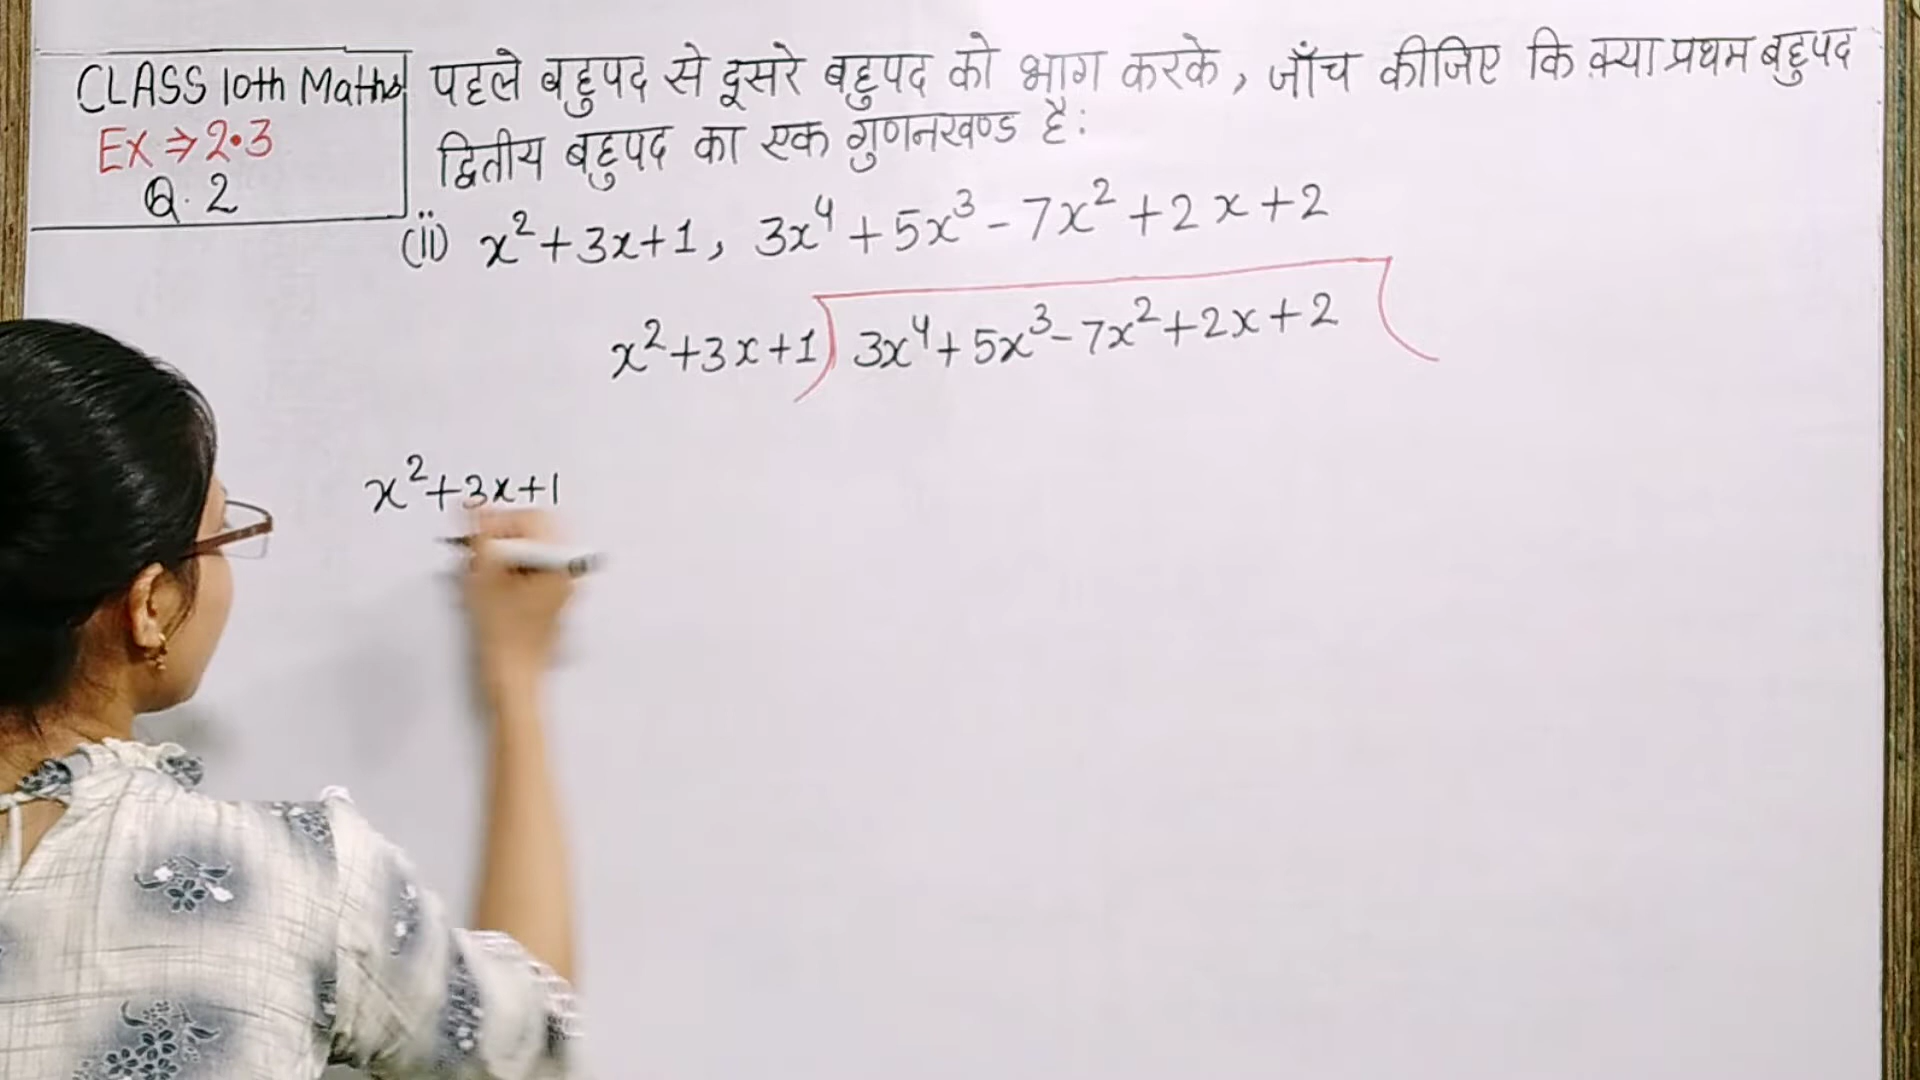 CLASS 10th Maths
Ex ⇒ 2.3
Q. 2
पहले बहुपद से दूसरे बहुपद को भाग करके, जाँच कीजिए कि क्या प्रथम बहुपद
द्वितीय बहुपद का एक गुणनखण्ड है:
(ii) x²+3x+1, 3x⁴+5x³-7x²+2x+2
x²+3x+1) 3x⁴+5x³-7x²+2x+2 (
x²+3x+1